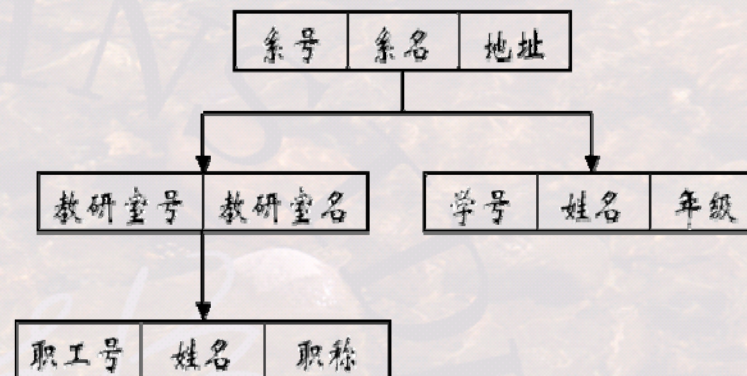 系号 系名 地址
教研室号 教研室名 学号 姓名 年级
职工号 姓名 职称